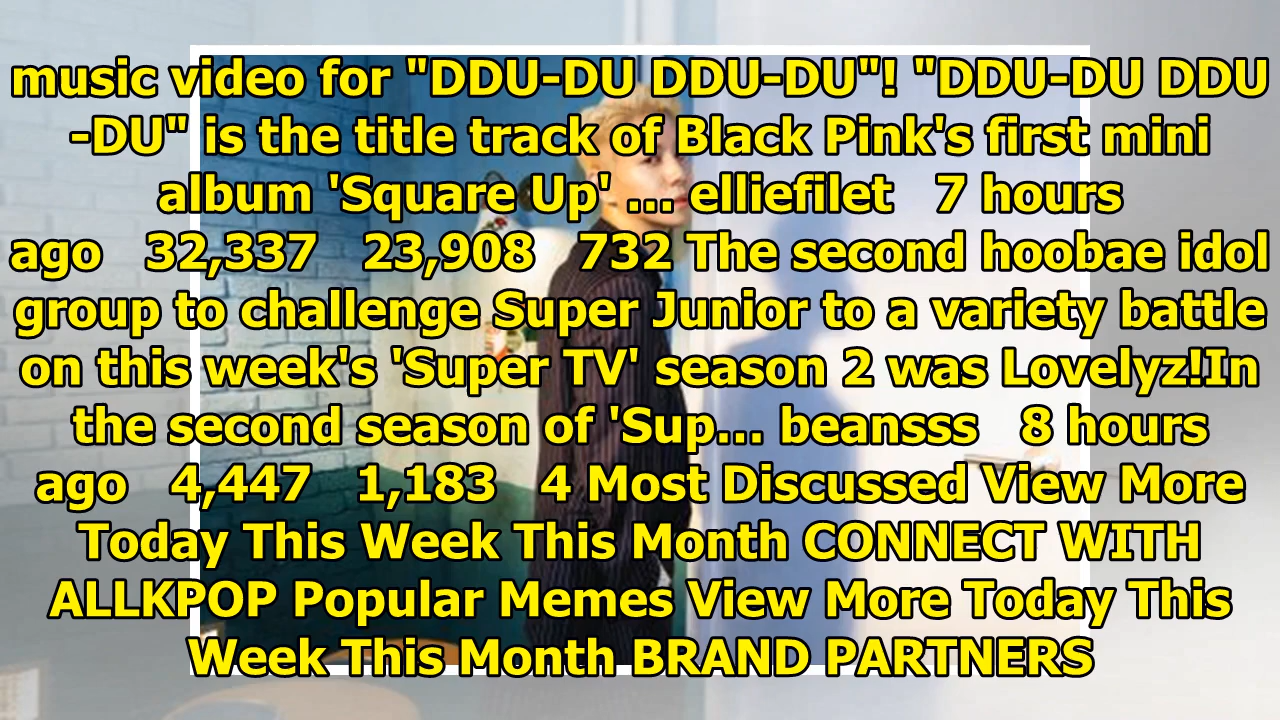 music video for "DDU-DU DDU-DU"! "DDU-DU DDU
-DU" is the title track of Black Pink's first mini
album 'Square Up' ... elliefilet 7 hours
ago 32,337 23,908 732 The second hoobae idol
group to challenge Super Junior to a variety battle
on this week's 'Super TV' season 2 was Lovelyz!In
the second season of 'Sup... beansss 8 hours
ago 4,447 1,183 4 Most Discussed View More
Today This Week This Month CONNECT WITH
ALLKPOP Popular Memes View More Today This
Week This Month BRAND PARTNERS